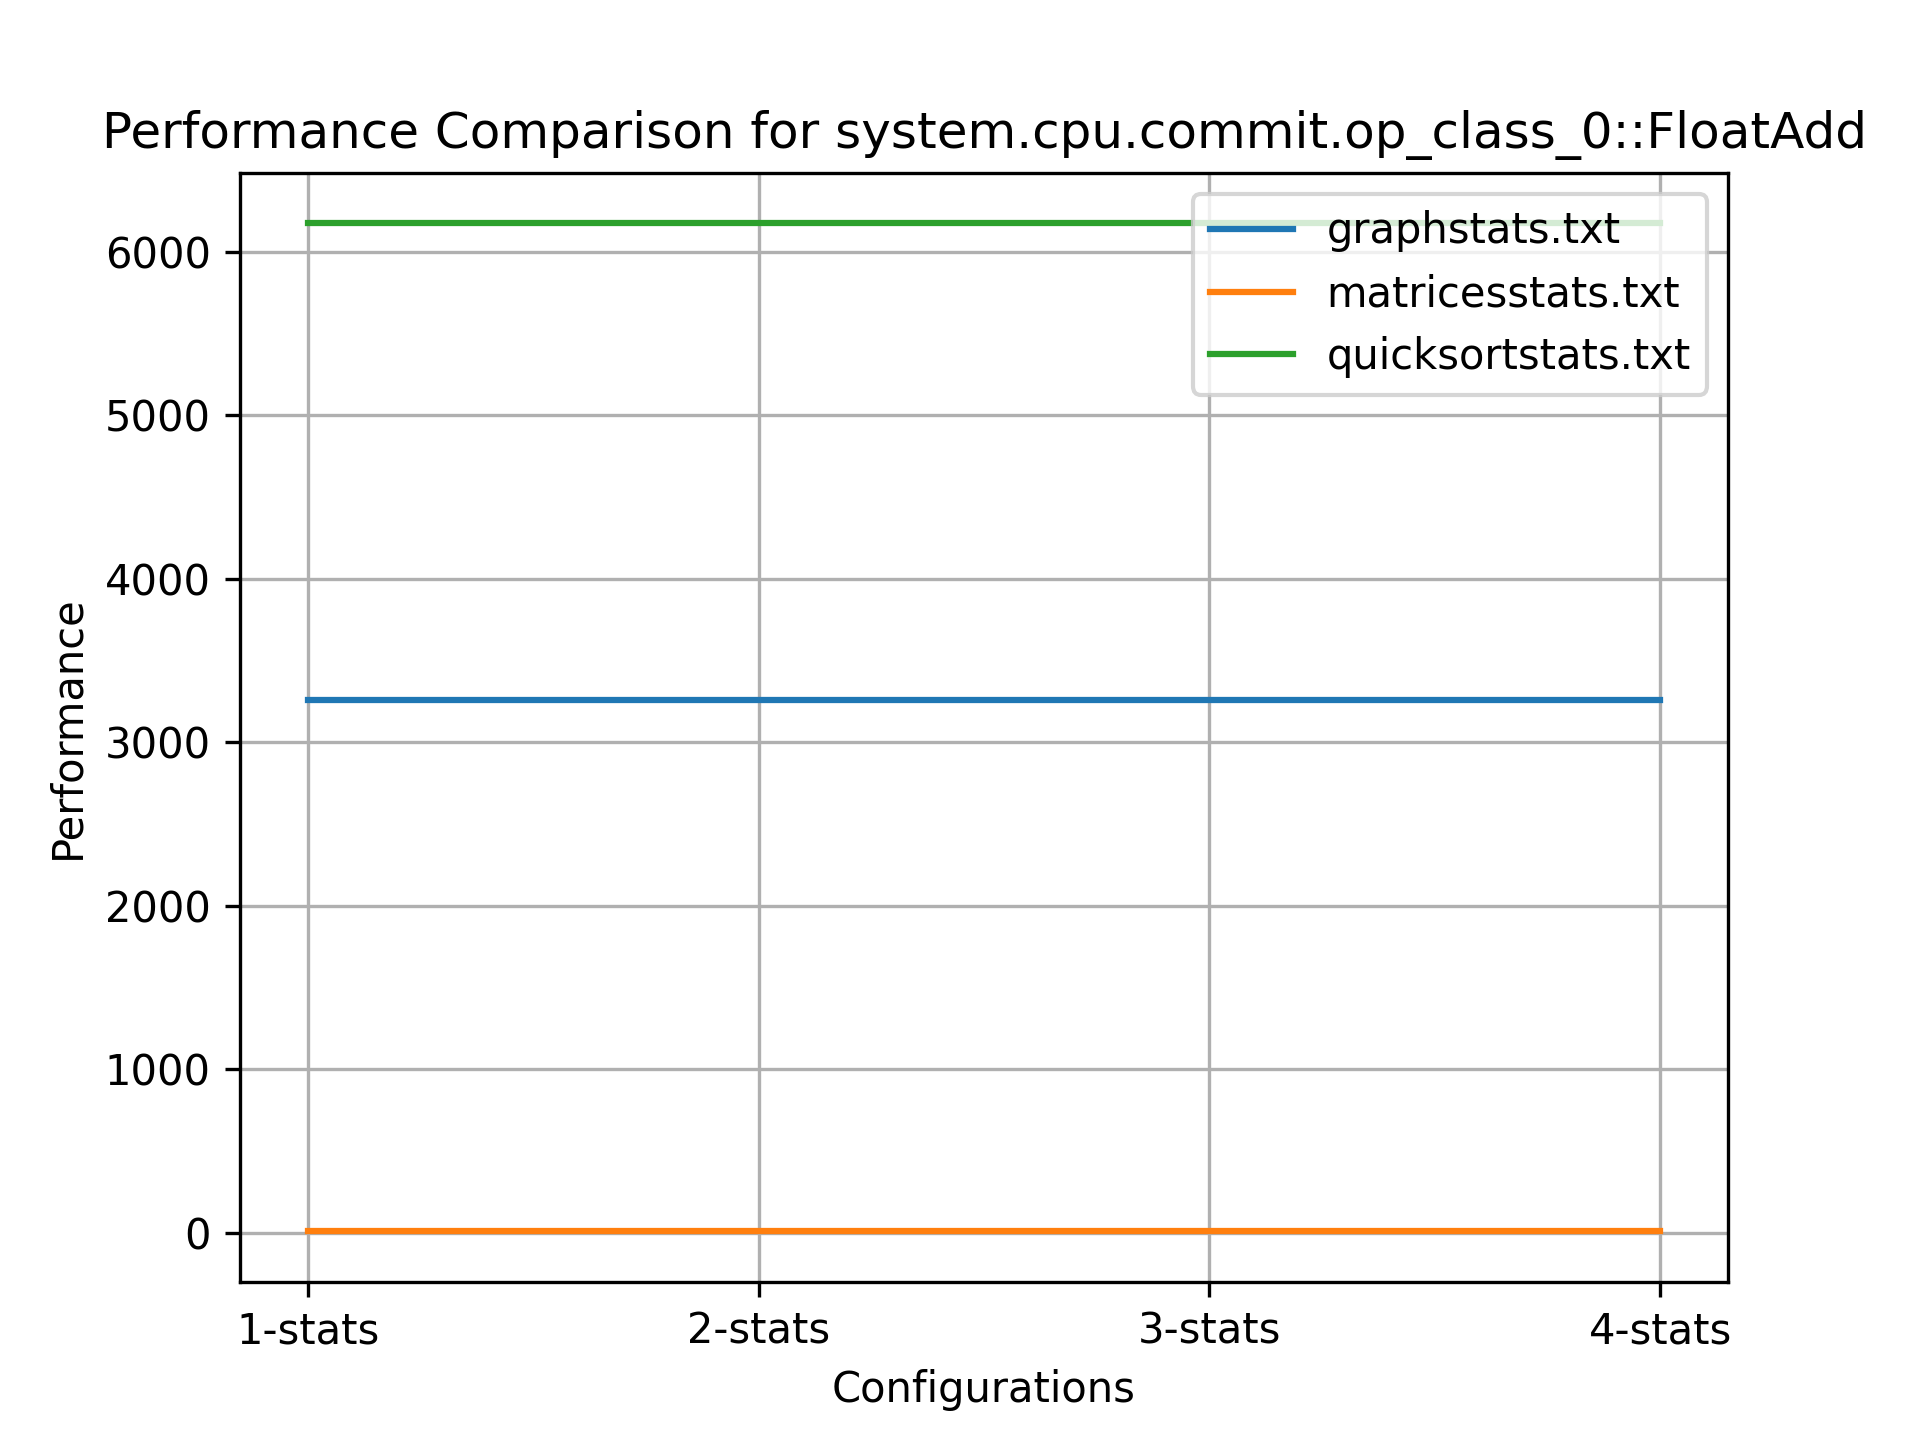 Performance Comparison for system.cpu.commit.op_class_0::FloatAdd
graphstats.txt
matricesstats.txt
quicksortstats.txt
Performance
6000
5000
4000
3000
2000
1000
0
1-stats 2-stats 3-stats 4-stats
Configurations